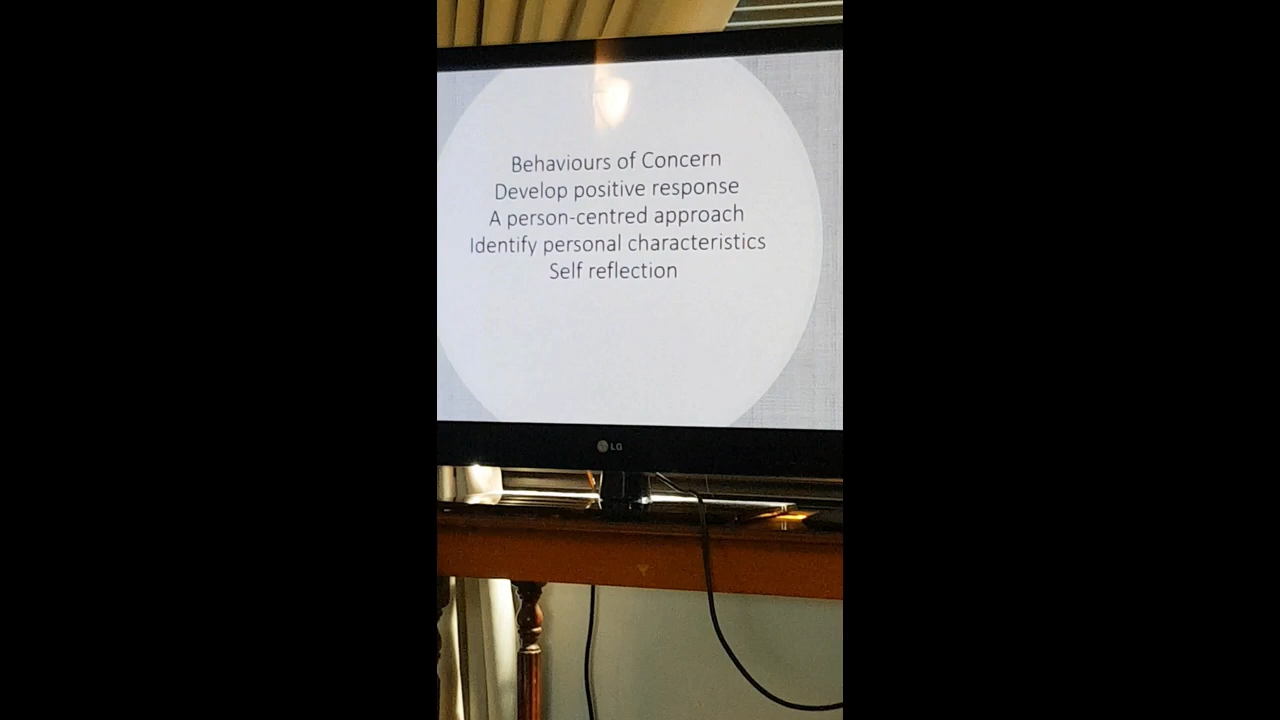 Behaviours of Concern
Develop positive response
A person-centred approach
Identify personal characteristics
Self reflection
LG